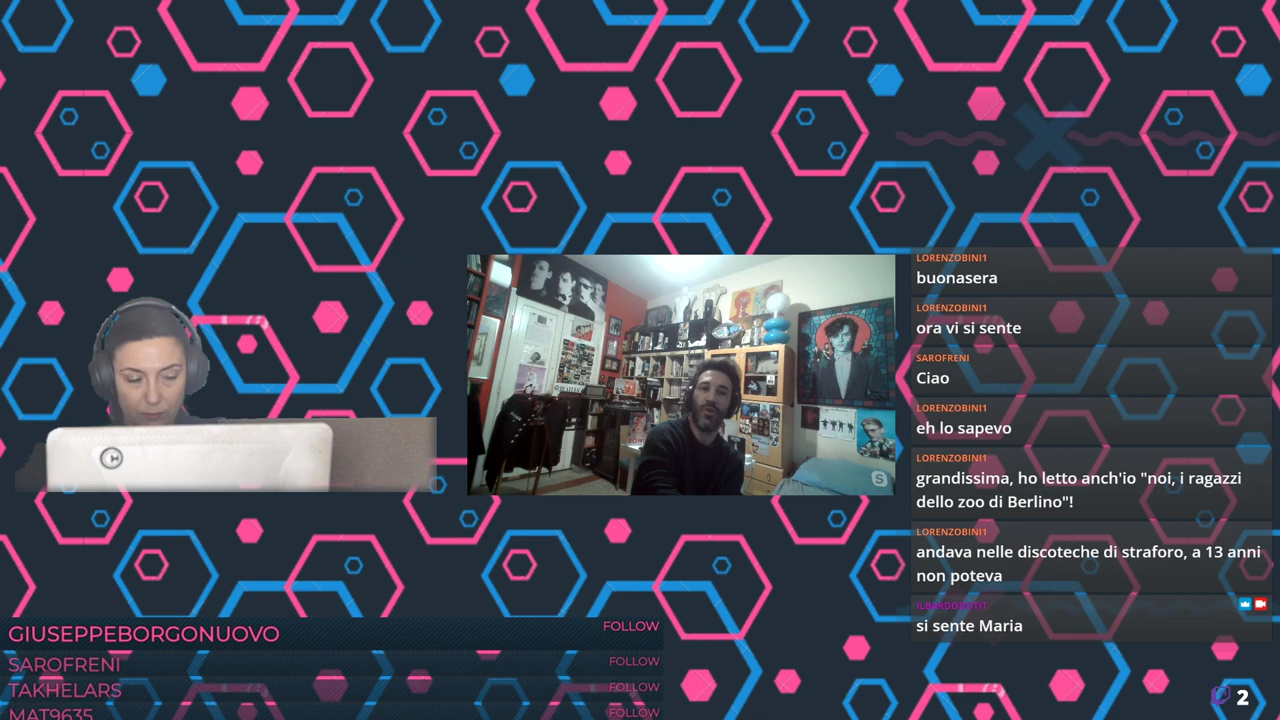 LORENZOBINI1
buonasera
LORENZOBINI1
ora vi si sente
SAROFRENI
Ciao
LORENZOBINI1
eh lo sapevo
LORENZOBINI1
grandissima, ho letto anch'io "noi, i ragazzi
dello zoo di Berlino"!
LORENZOBINI1
andava nelle discoteche di straforo, a 13 anni
non poteva
si sente Maria
GIUSEPPEBORGONUOVO FOLLOW
SAROFRENI FOLLOW
TAKHELARS FOLLOW
MAT9635 FOLLOW
2